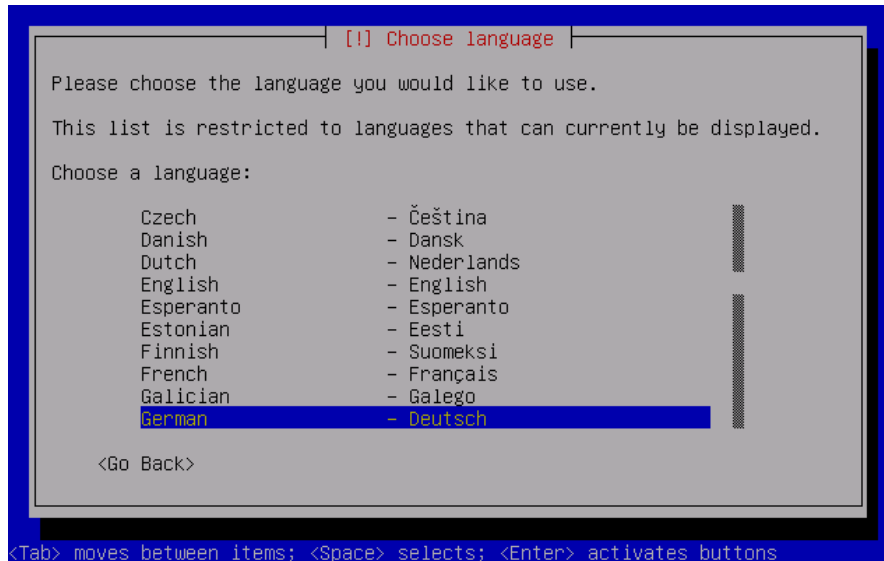 [!] Choose language
Please choose the language you would like to use.
This list is restricted to languages that can currently be displayed.
Choose a language:
Czech - Čeština
Danish - Dansk
Dutch - Nederlands
English - English
Esperanto - Esperanto
Estonian - Eesti
Finnish - Suomeksi
French - Français
Galician - Galego
German - Deutsch
<Go Back>
<Tab> moves between items; <Space> selects; <Enter> activates buttons